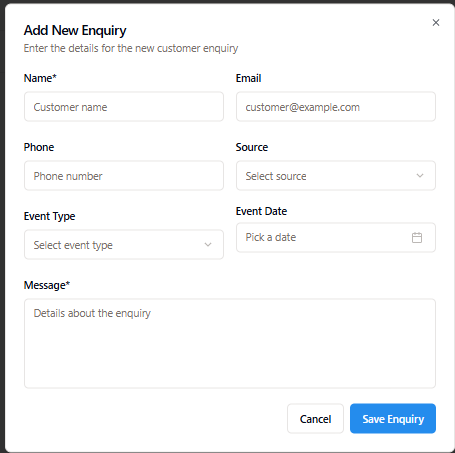 Add New Enquiry
Enter the details for the new customer enquiry
Name*
Email
Customer name
customer@example.com
Phone
Source
Phone number
Select source
Event Type
Event Date
Select event type
Pick a date
Message*
Details about the enquiry
Cancel
Save Enquiry